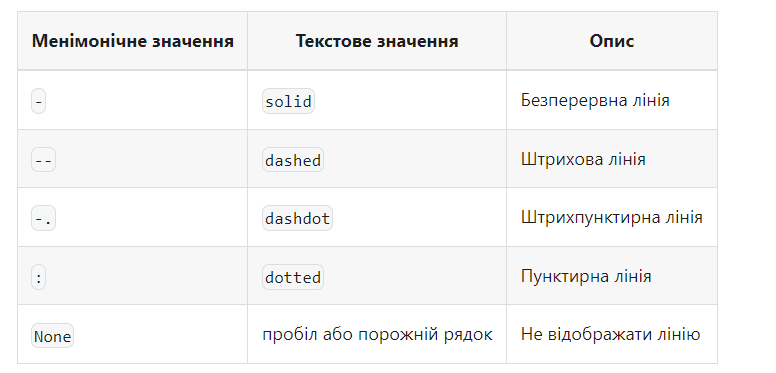 Менімонічне значення Текстове значення Опис
- solid Безперервна лінія
-- dashed Штрихова лінія
-. dashdot Штрихпунктирна лінія
: dotted Пунктирна лінія
None пробіл або порожній рядок Не відображати лінію